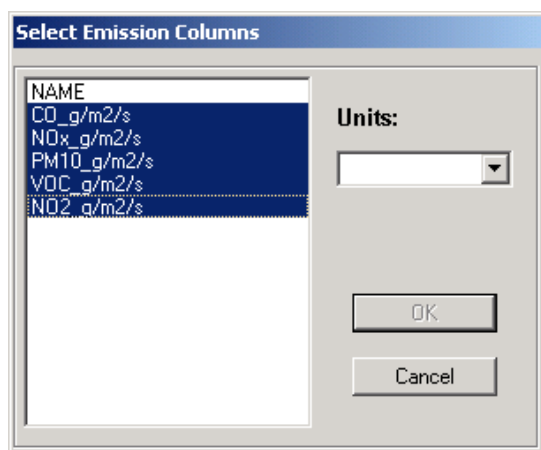 Select Emission Columns
NAME
CO_g/m2/s
NOx_g/m2/s
PM10_g/m2/s
VOC_g/m2/s
NO2_g/m2/s
Units:
OK
Cancel